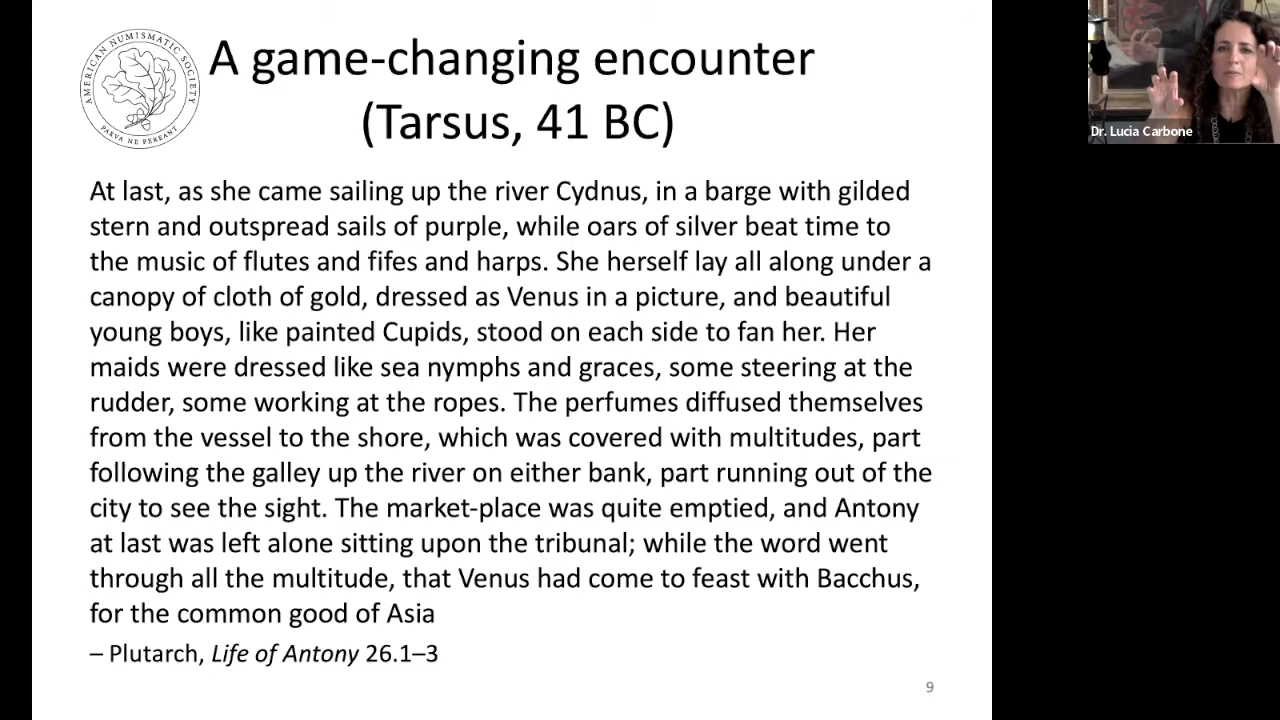 AMERICAN NUMISMATIC SOCIETY
PARVA NE PEREANT
A game-changing encounter
(Tarsus, 41 BC)
Dr. Lucia Carbone
At last, as she came sailing up the river Cydnus, in a barge with gilded
stern and outspread sails of purple, while oars of silver beat time to
the music of flutes and fifes and harps. She herself lay all along under a
canopy of cloth of gold, dressed as Venus in a picture, and beautiful
young boys, like painted Cupids, stood on each side to fan her. Her
maids were dressed like sea nymphs and graces, some steering at the
rudder, some working at the ropes. The perfumes diffused themselves
from the vessel to the shore, which was covered with multitudes, part
following the galley up the river on either bank, part running out of the
city to see the sight. The market-place was quite emptied, and Antony
at last was left alone sitting upon the tribunal; while the word went
through all the multitude, that Venus had come to feast with Bacchus,
for the common good of Asia
– Plutarch, Life of Antony 26.1–3
9